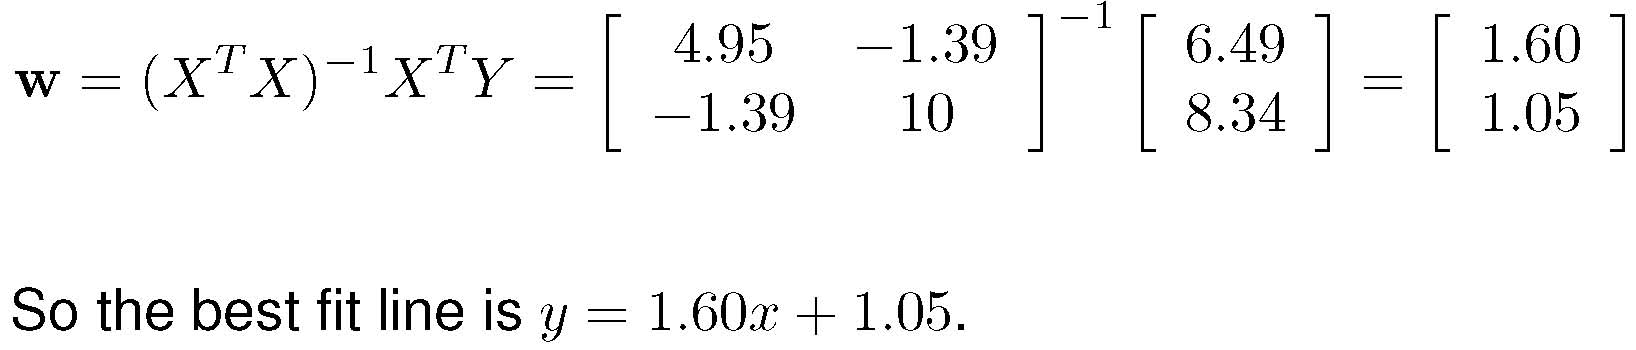 w = (X^T X)^{-1} X^T Y = [ 4.95 −1.39 ; −1.39 10 ]^{-1} [ 6.49 ; 8.34 ] = [ 1.60 ; 1.05 ]
So the best fit line is y = 1.60x + 1.05.